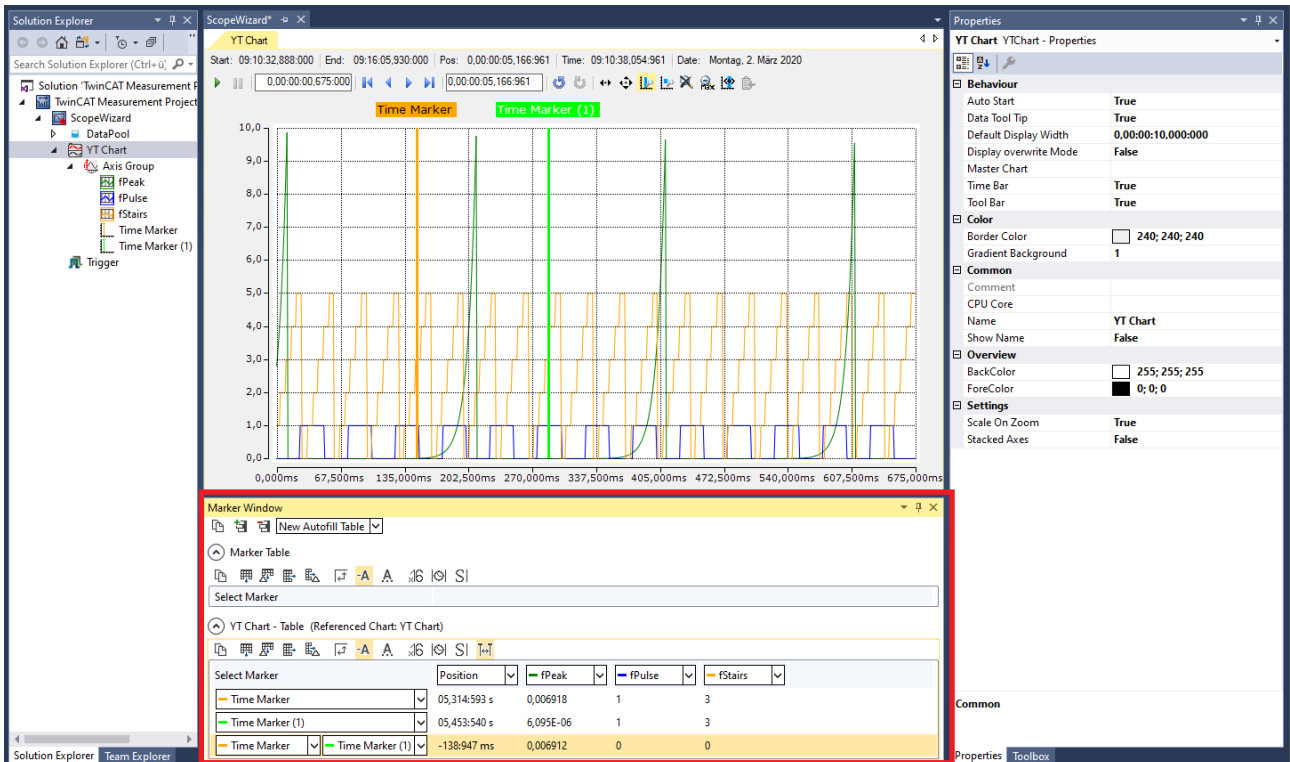 Solution Explorer
Search Solution Explorer (Ctrl+ü)
Solution 'TwinCAT Measurement P
TwinCAT Measurement Project
ScopeWizard
DataPool
YT Chart
Axis Group
fPeak
fPulse
fStairs
Time Marker
Time Marker (1)
Trigger
Solution Explorer Team Explorer
ScopeWizard*
YT Chart
Start: 09:10:32,888:000 End: 09:16:05,930:000 Pos: 0,00:00:05,166:961 Time: 09:10:38,054:961 Date: Montag, 2. März 2020
0,00:00:00,675:000 0,00:00:05,166:961
Time Marker Time Marker (1)
10,0
9,0
8,0
7,0
6,0
5,0
4,0
3,0
2,0
1,0
0,0
0,000ms 67,500ms 135,000ms 202,500ms 270,000ms 337,500ms 405,000ms 472,500ms 540,000ms 607,500ms 675,000ms
Marker Window
New Autofill Table
Marker Table
-A A ,16 S|
Select Marker
YT Chart - Table (Referenced Chart: YT Chart)
-A A ,16 S|
Select Marker Position fPeak fPulse fStairs
Time Marker 05,314:593 s 0,006918 1 3
Time Marker (1) 05,453:540 s 6,095E-06 1 3
Time Marker Time Marker (1) -138:947 ms 0,006912 0 0
Properties
YT Chart YTChart - Properties
Behaviour
Auto Start True
Data Tool Tip True
Default Display Width 0,00:00:10,000:000
Display overwrite Mode False
Master Chart
Time Bar True
Tool Bar True
Color
Border Color 240; 240; 240
Gradient Background 1
Common
Comment
CPU Core
Name YT Chart
Show Name False
Overview
BackColor 255; 255; 255
ForeColor 0; 0; 0
Settings
Scale On Zoom True
Stacked Axes False
Common
Properties Toolbox